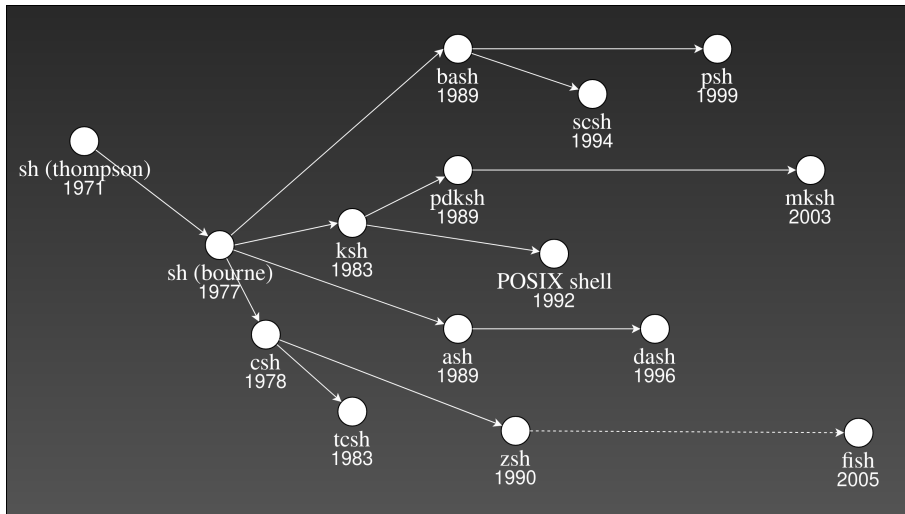 bash
1989
psh
1999
scsh
1994
sh (thompson)
1971
pdksh
1989
mksh
2003
ksh
1983
sh (bourne)
1977
POSIX shell
1992
csh
1978
ash
1989
dash
1996
tcsh
1983
zsh
1990
fish
2005